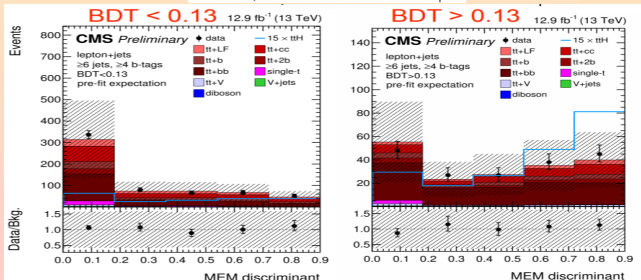 BDT < 0.13
12.9 fb⁻¹ (13 TeV)
Events
800
700
600
500
400
300
200
100
CMS Preliminary
lepton+jets
≥6 jets, ≥4 b-tags
BDT<0.13
pre-fit expectation
data
15 × ttH
tt+LF
tt+cc
tt+b
tt+2b
tt+bb
single-t
tt+V
V+jets
diboson
Data/Bkg.
1.5
1.0
0.5
0.0 0.1 0.2 0.3 0.4 0.5 0.6 0.7 0.8 0.9
MEM discriminant
BDT > 0.13
12.9 fb⁻¹ (13 TeV)
Events
140
120
100
80
60
40
20
CMS Preliminary
lepton+jets
≥6 jets, ≥4 b-tags
BDT>0.13
pre-fit expectation
data
15 × ttH
tt+LF
tt+cc
tt+b
tt+2b
tt+bb
single-t
tt+V
V+jets
diboson
Data/Bkg.
1.5
1.0
0.5
0.0 0.1 0.2 0.3 0.4 0.5 0.6 0.7 0.8 0.9
MEM discriminant